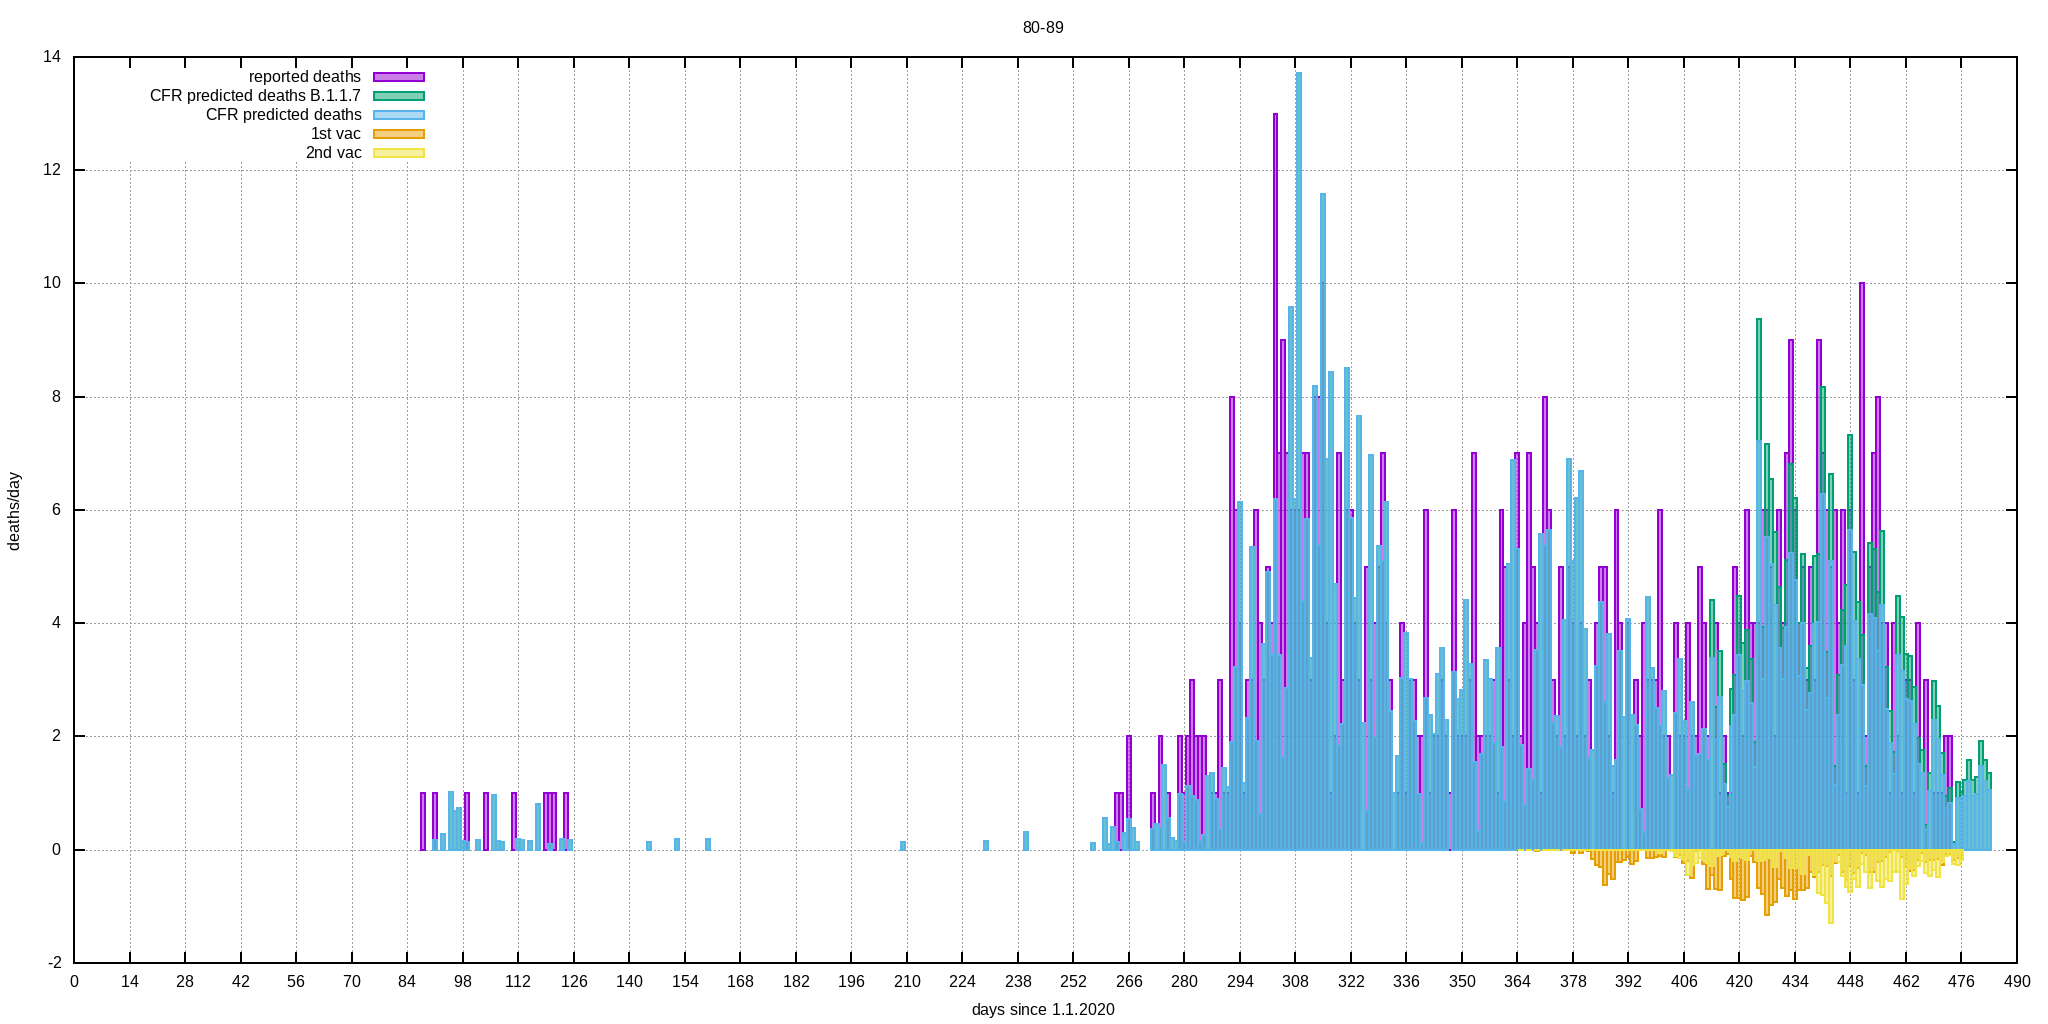 80-89
14
12
10
8
6
4
2
0
-2
deaths/day
reported deaths
CFR predicted deaths B.1.1.7
CFR predicted deaths
1st vac
2nd vac
0 14 28 42 56 70 84 98 112 126 140 154 168 182 196 210 224 238 252 266 280 294 308 322 336 350 364 378 392 406 420 434 448 462 476 490
days since 1.1.2020